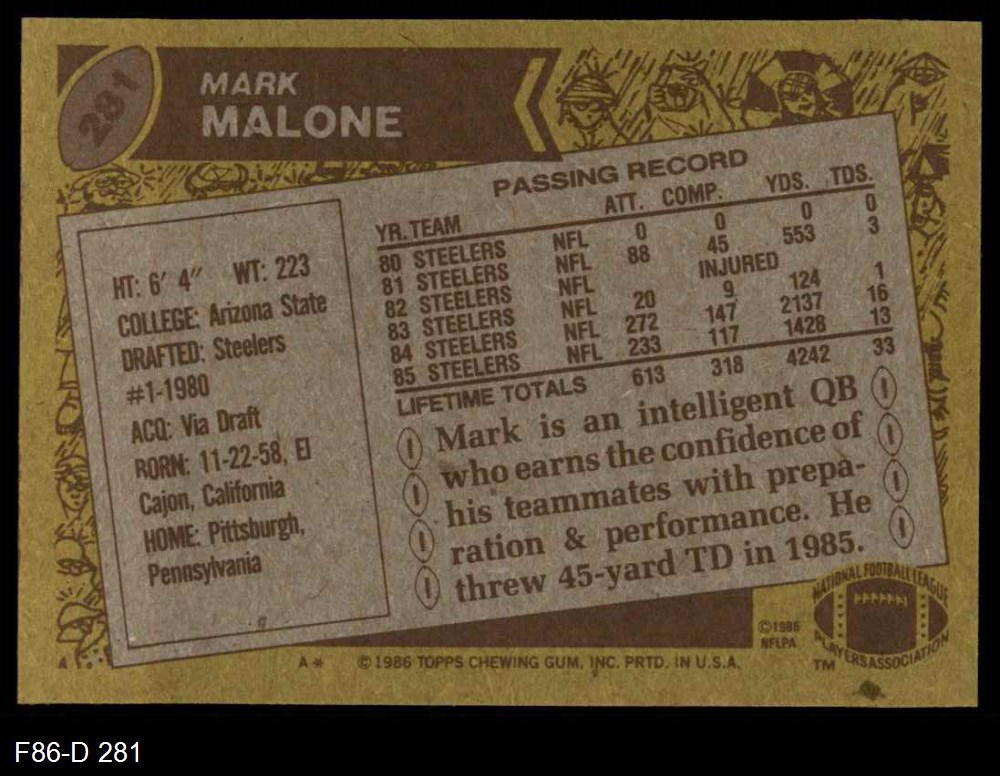 281
MARK
MALONE
HT: 6' 4" WT: 223
COLLEGE: Arizona State
DRAFTED: Steelers
#1-1980
ACQ: Via Draft
BORN: 11-22-58, El
Cajon, California
HOME: Pittsburgh,
Pennsylvania
PASSING RECORD
YR. TEAM ATT. COMP. YDS. TDS.
80 STEELERS NFL 0 0 0 0
81 STEELERS NFL 88 45 553 3
82 STEELERS NFL INJURED
83 STEELERS NFL 20 9 124 1
84 STEELERS NFL 272 147 2137 16
85 STEELERS NFL 233 117 1428 13
LIFETIME TOTALS 613 318 4242 33
Mark is an intelligent QB
who earns the confidence of
his teammates with prepa-
ration & performance. He
threw 45-yard TD in 1985.
NATIONAL FOOTBALL LEAGUE
PLAYERS ASSOCIATION
TM
©1986
NFLPA
A* ©1986 TOPPS CHEWING GUM, INC. PRTD. IN U.S.A.
F86-D 281